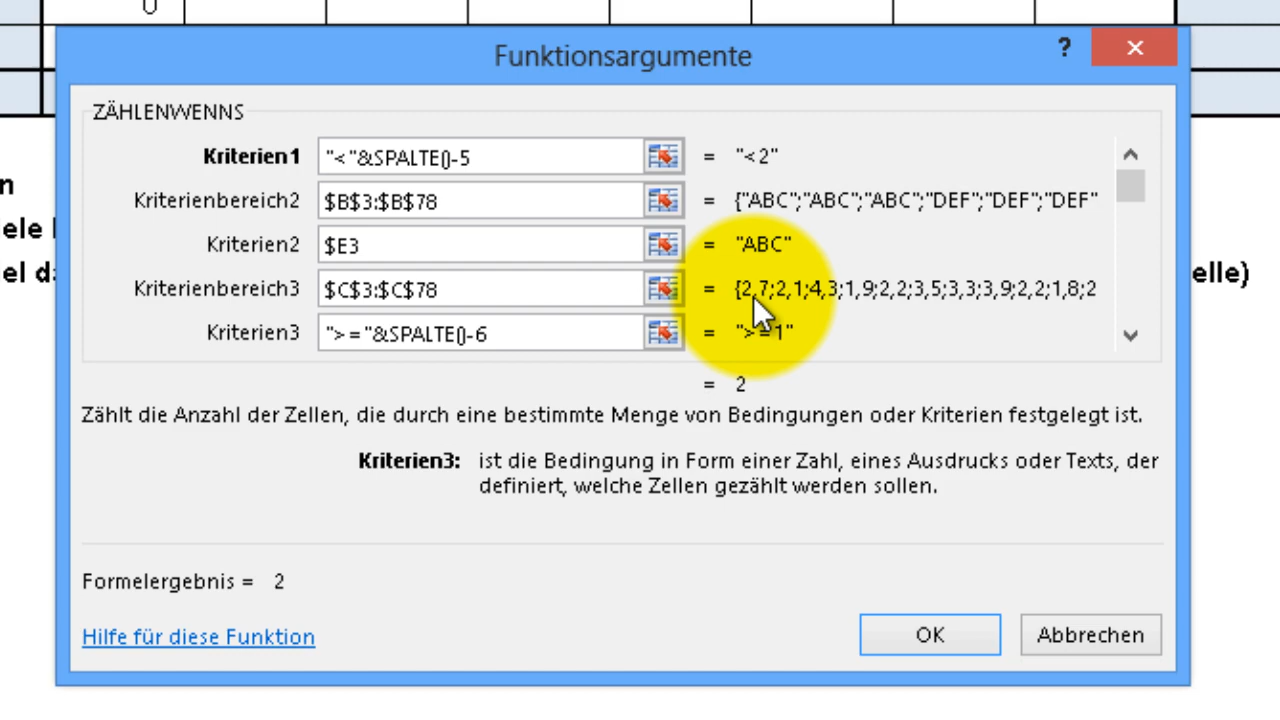 0
Funktionsargumente
?
ZÄHLENWENNS
Kriterien1 "<"&SPALTE()-5 = "<2"
Kriterienbereich2 $B$3:$B$78 = {"ABC";"ABC";"ABC";"DEF";"DEF";"DEF"
Kriterien2 $E3 = "ABC"
Kriterienbereich3 $C$3:$C$78 = {2,7;2,1;4,3;1,9;2,2;3,5;3,3;3,9;2,2;1,8;2
Kriterien3 ">="&SPALTE()-6 = ">=1"
= 2
Zählt die Anzahl der Zellen, die durch eine bestimmte Menge von Bedingungen oder Kriterien festgelegt ist.
Kriterien3: ist die Bedingung in Form einer Zahl, eines Ausdrucks oder Texts, der
definiert, welche Zellen gezählt werden sollen.
Formelergebnis = 2
Hilfe für diese Funktion
OK Abbrechen
n
ele
el d
elle)